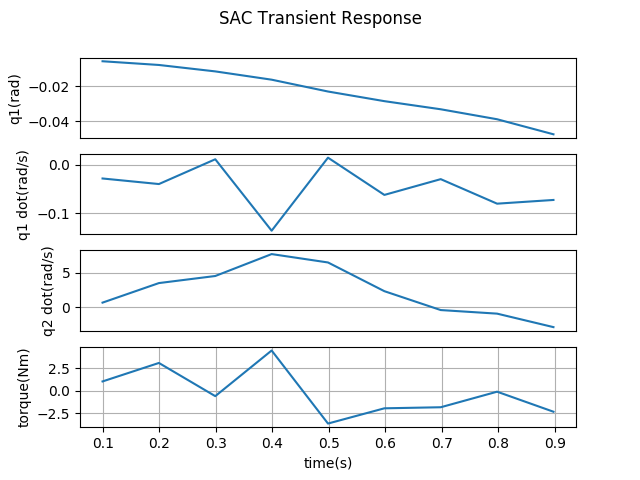 SAC Transient Response
q1(rad)
−0.02
−0.04
q1 dot(rad/s)
0.0
−0.1
q2 dot(rad/s)
5
0
torque(Nm)
2.5
0.0
−2.5
0.1 0.2 0.3 0.4 0.5 0.6 0.7 0.8 0.9
time(s)